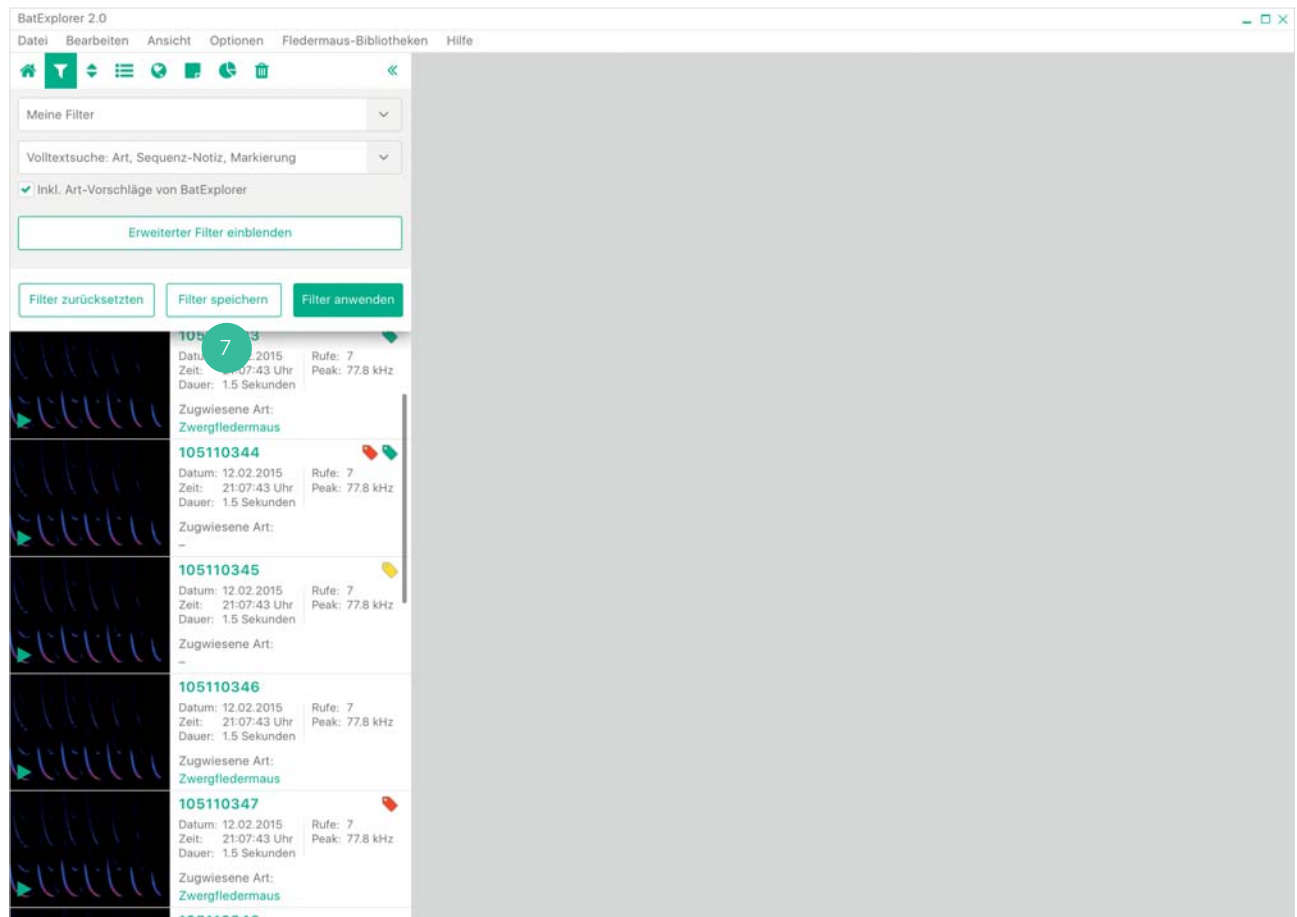 BatExplorer 2.0
Datei Bearbeiten Ansicht Optionen Fledermaus-Bibliotheken Hilfe
Meine Filter
Volltextsuche: Art, Sequenz-Notiz, Markierung
Inkl. Art-Vorschläge von BatExplorer
Erweiterter Filter einblenden
Filter zurücksetzten Filter speichern Filter anwenden
7
2015 Rufe: 7
Zeit: 07:43 Uhr Peak: 77.8 kHz
Dauer: 1.5 Sekunden
Zugwiesene Art:
Zwergfledermaus
105110344
Datum: 12.02.2015 Rufe: 7
Zeit: 21:07:43 Uhr Peak: 77.8 kHz
Dauer: 1.5 Sekunden
Zugwiesene Art:
–
105110345
Datum: 12.02.2015 Rufe: 7
Zeit: 21:07:43 Uhr Peak: 77.8 kHz
Dauer: 1.5 Sekunden
Zugwiesene Art:
–
105110346
Datum: 12.02.2015 Rufe: 7
Zeit: 21:07:43 Uhr Peak: 77.8 kHz
Dauer: 1.5 Sekunden
Zugwiesene Art:
Zwergfledermaus
105110347
Datum: 12.02.2015 Rufe: 7
Zeit: 21:07:43 Uhr Peak: 77.8 kHz
Dauer: 1.5 Sekunden
Zugwiesene Art:
Zwergfledermaus